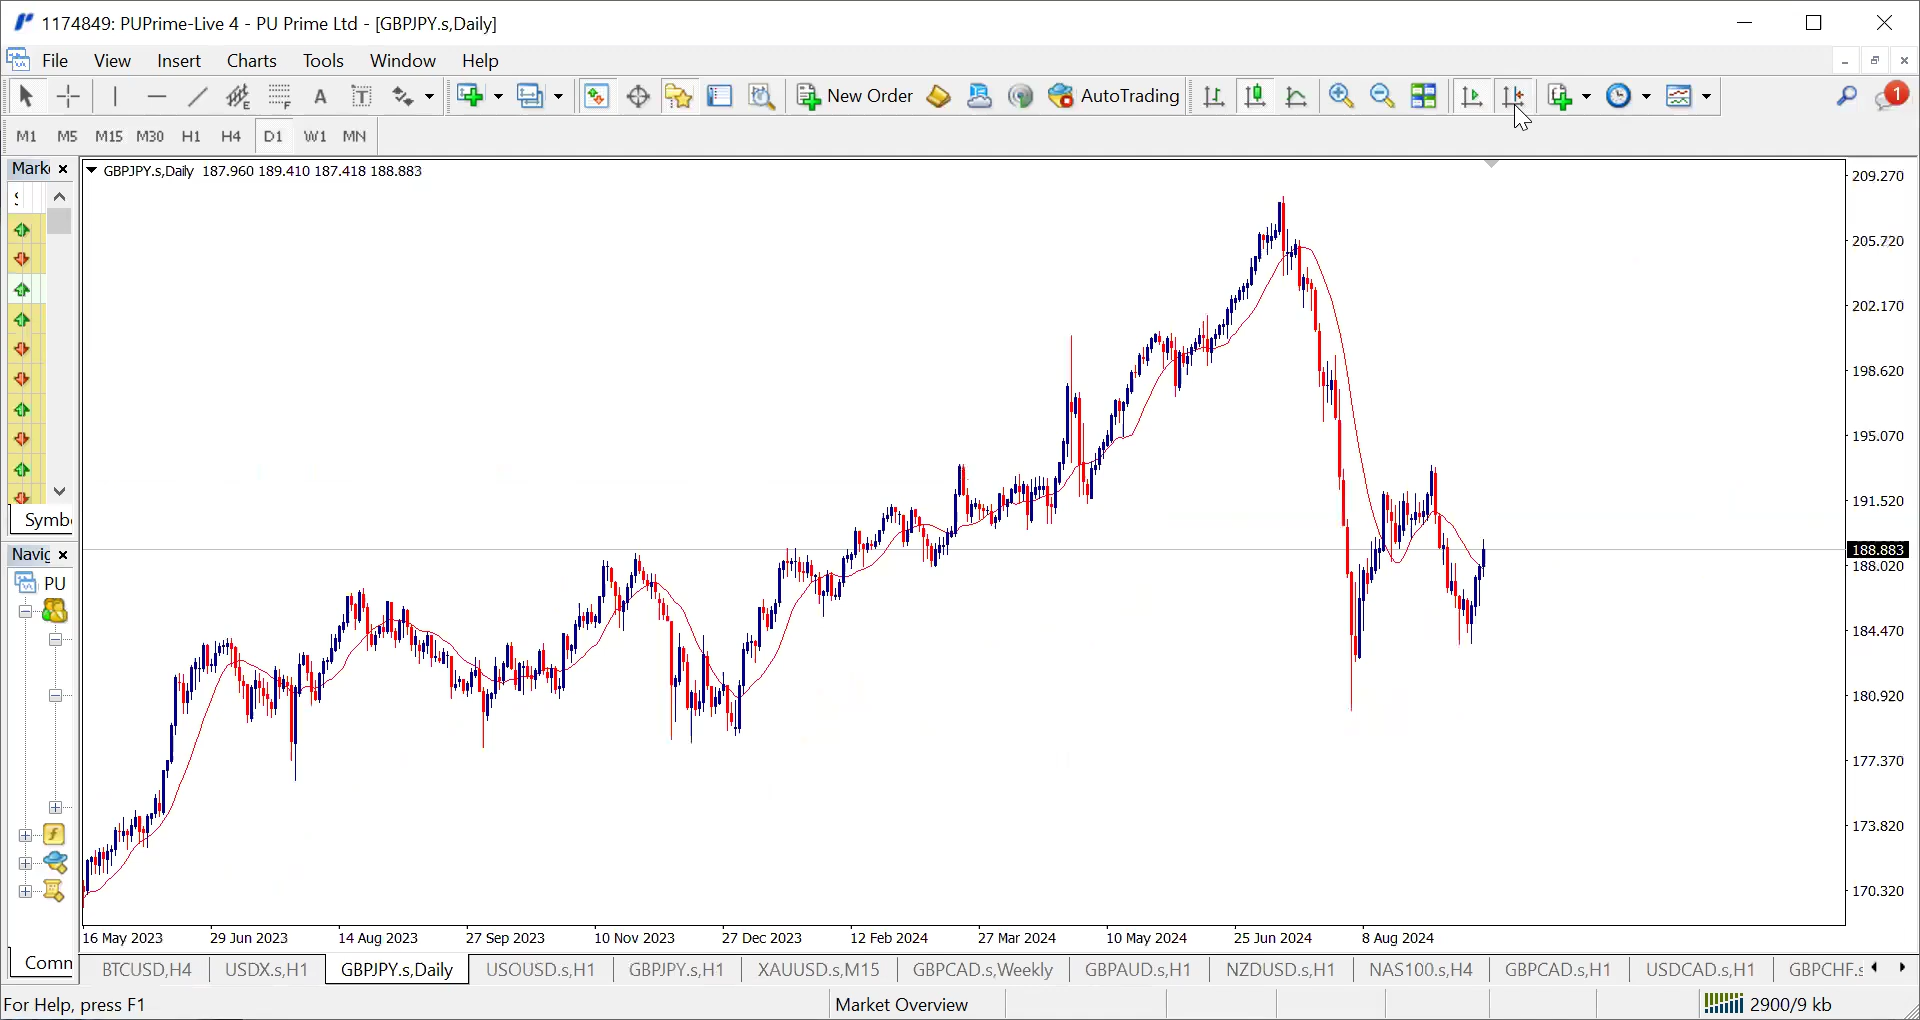 1174849: PUPrime-Live 4 - PU Prime Ltd - [GBPJPY.s,Daily]
File View Insert Charts Tools Window Help
E F A T New Order AutoTrading 1
M1 M5 M15 M30 H1 H4 D1 W1 MN
Mark
GBPJPY.s,Daily 187.960 189.410 187.418 188.883
209.270
205.720
202.170
198.620
195.070
191.520
188.883
188.020
184.470
180.920
177.370
173.820
170.320
Symb
Navig
PU
16 May 2023 29 Jun 2023 14 Aug 2023 27 Sep 2023 10 Nov 2023 27 Dec 2023 12 Feb 2024 27 Mar 2024 10 May 2024 25 Jun 2024 8 Aug 2024
Comn
BTCUSD,H4 USDX.s,H1 GBPJPY.s,Daily USOUSD.s,H1 GBPJPY.s,H1 XAUUSD.s,M15 GBPCAD.s,Weekly GBPAUD.s,H1 NZDUSD.s,H1 NAS100.s,H4 GBPCAD.s,H1 USDCAD.s,H1 GBPCHF.s
For Help, press F1 Market Overview 2900/9 kb